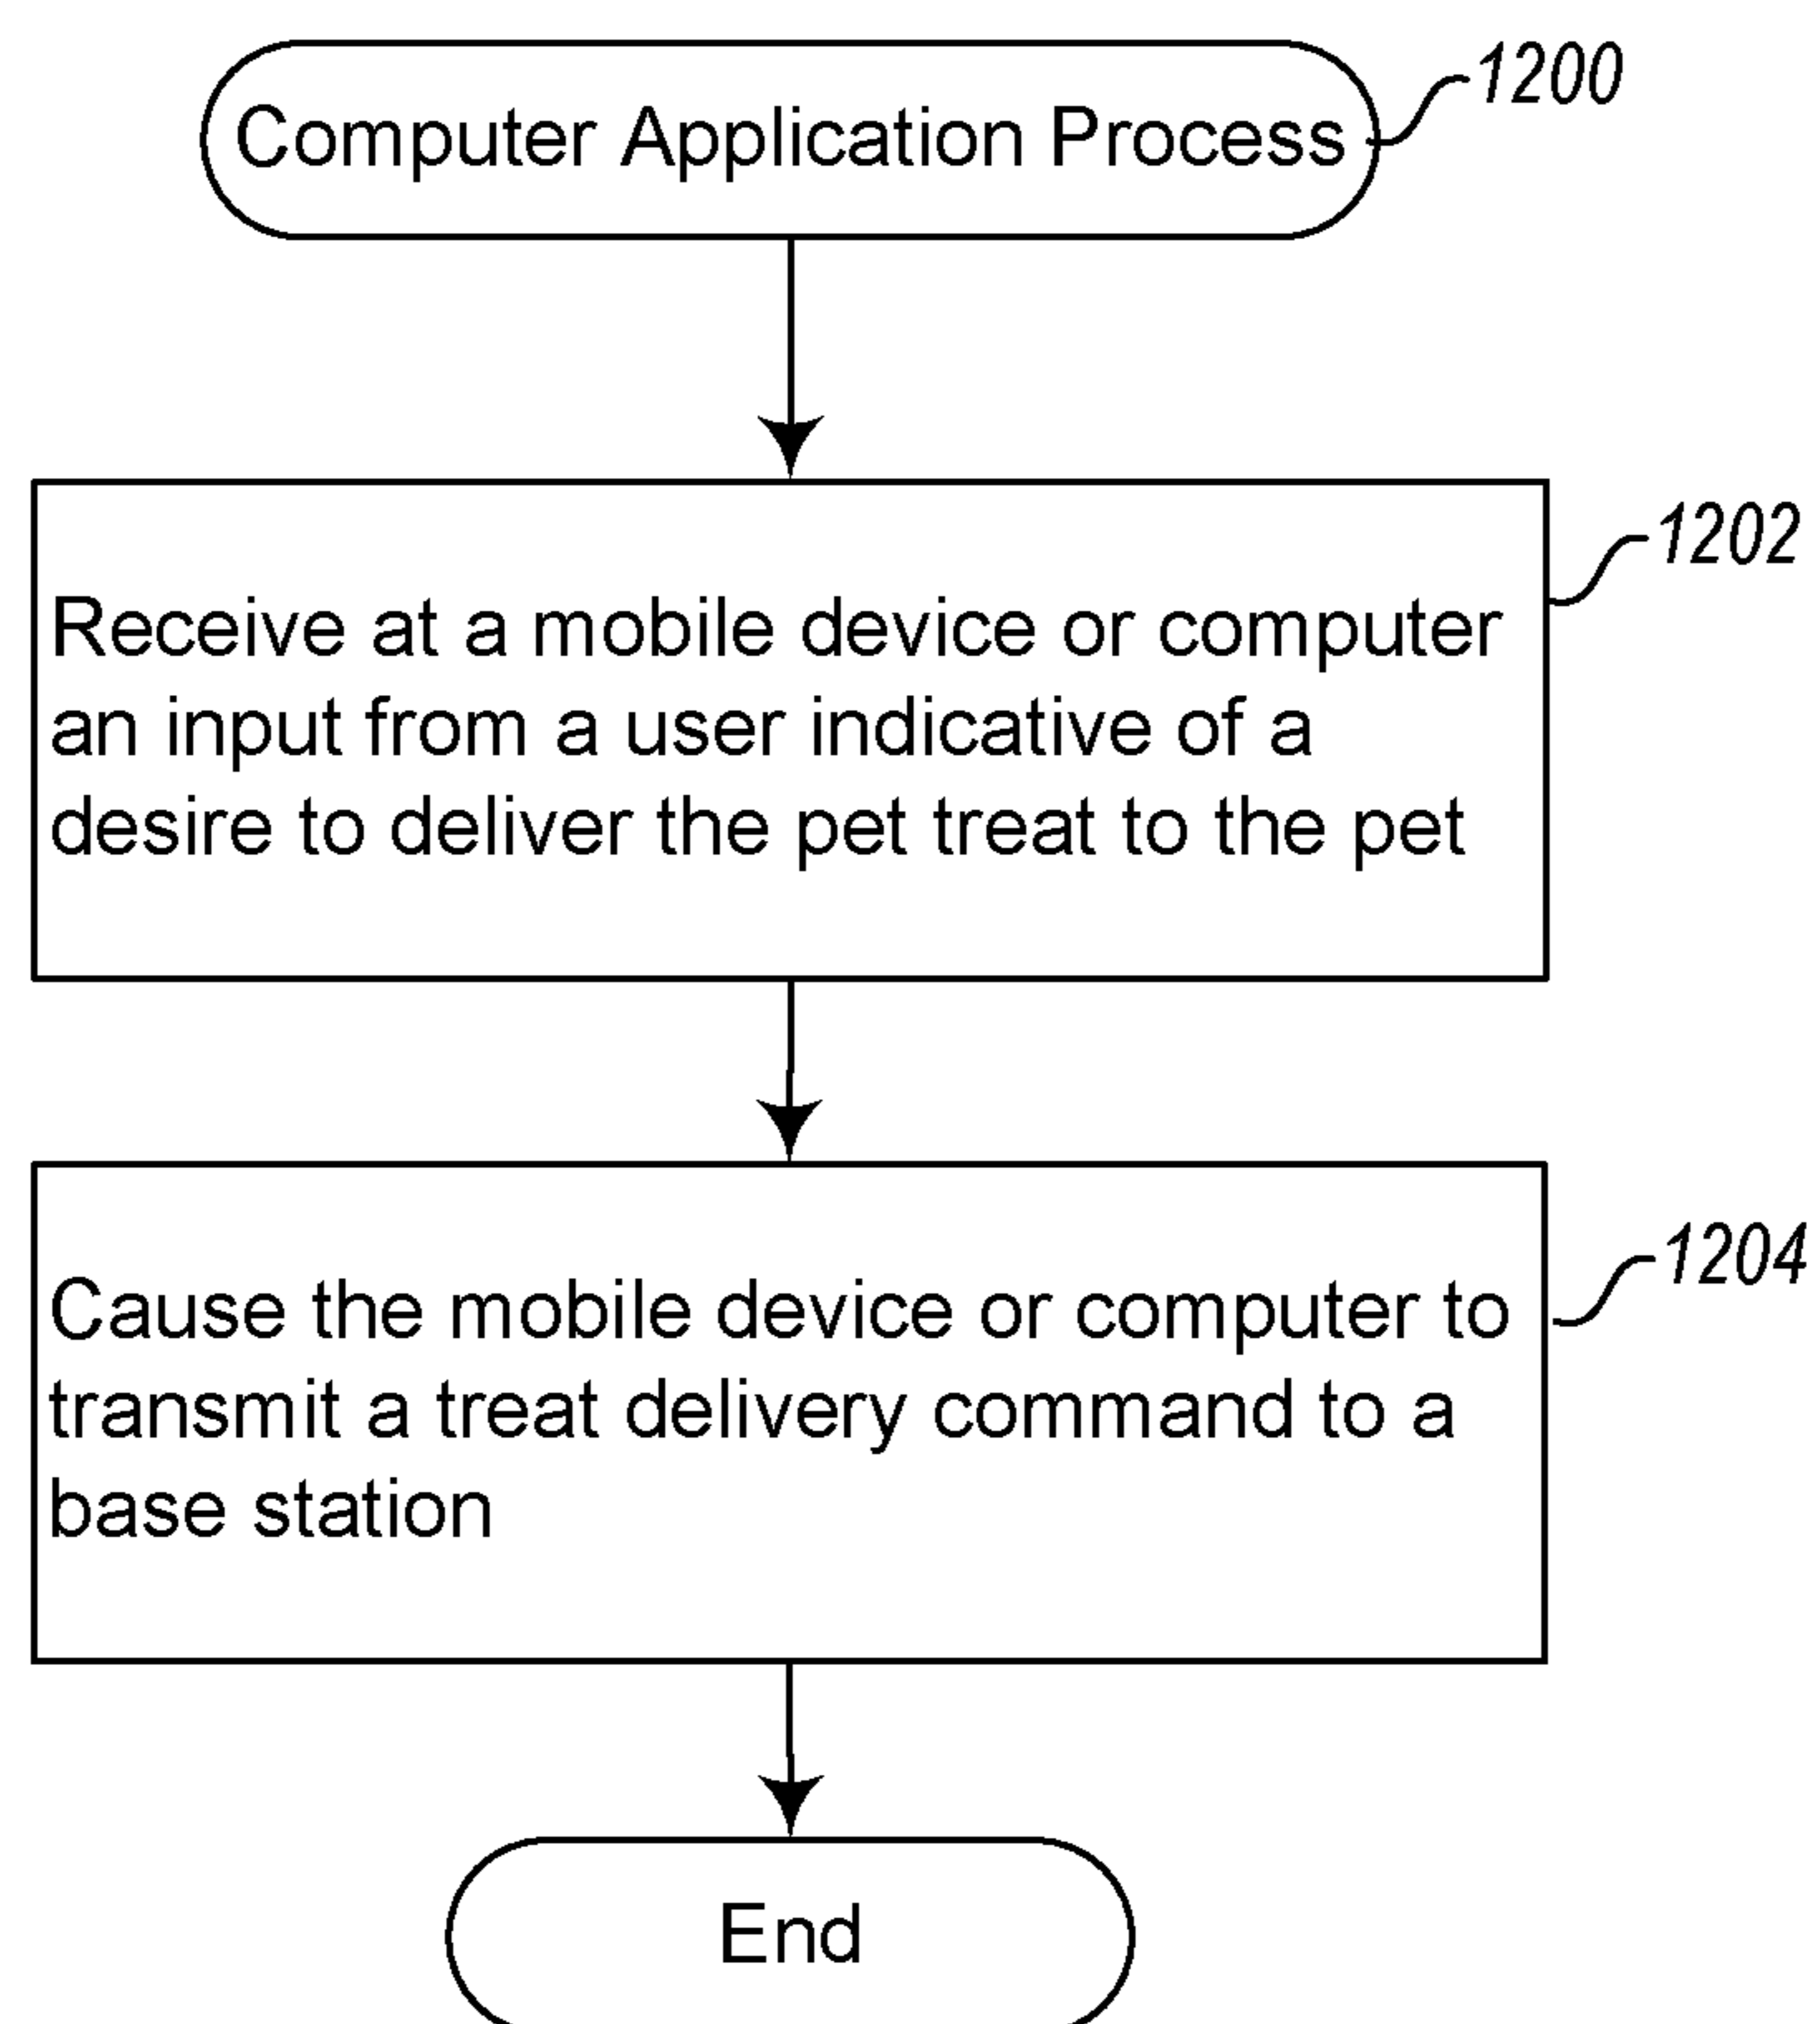 Computer Application Process
1200
1202
Receive at a mobile device or computer
an input from a user indicative of a
desire to deliver the pet treat to the pet
1204
Cause the mobile device or computer to
transmit a treat delivery command to a
base station
End